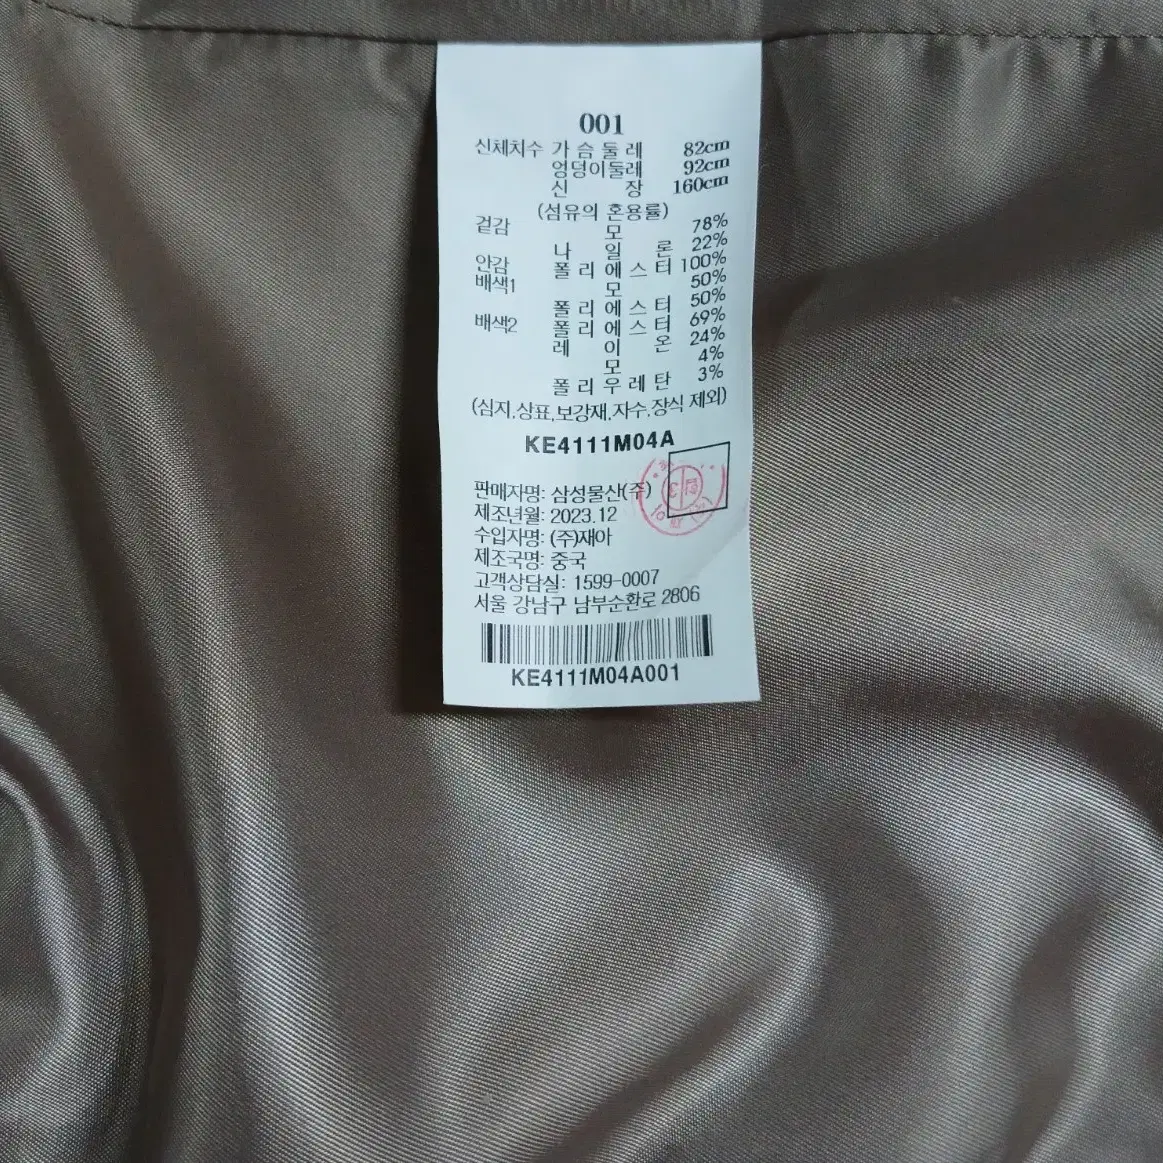 001
신체치수 가 슴 둘 레 82cm
엉덩이둘레 92cm
신 장 160cm
(섬유의 혼용률)
겉감 모 78%
나 일 론 22%
안감 폴 리 에 스 터 100%
배색1 모 50%
폴 리 에 스 터 50%
배색2 폴 리 에 스 터 69%
레 이 온 24%
모 4%
폴 리 우 레 탄 3%
(심지,상표,보강재,자수,장식 제외)
KE4111M04A
판매자명: 삼성물산(주)
제조년월: 2023.12
수입자명: (주)재아
제조국명: 중국
고객상담실: 1599-0007
서울 강남구 남부순환로 2806
KE4111M04A001